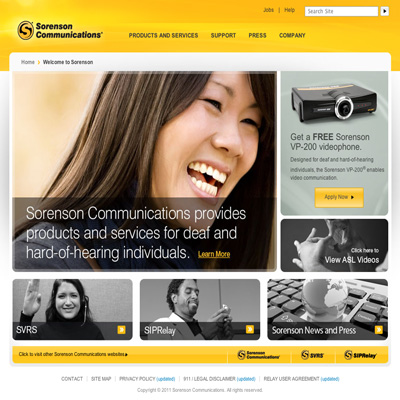 Jobs | Help
Search Site
Sorenson
Communications®
PRODUCTS AND SERVICES SUPPORT PRESS COMPANY
Home Welcome to Sorenson
Sorenson Communications provides
products and services for deaf and
hard-of-hearing individuals. Learn More
Get a FREE Sorenson
VP-200 videophone.
Designed for deaf and hard-of-hearing
individuals, the Sorenson VP-200® enables
video communication.
Apply Now
Click here to
View ASL Videos
SVRS
SIPRelay
Sorenson News and Press
Click to visit other Sorenson Communications websites
Sorenson
Communications
SVRS
SIPRelay
CONTACT | SITE MAP | PRIVACY POLICY (updated) | 911 / LEGAL DISCLAIMER (updated) | RELAY USER AGREEMENT (updated)
Copyright © 2011 Sorenson Communications. All rights reserved.